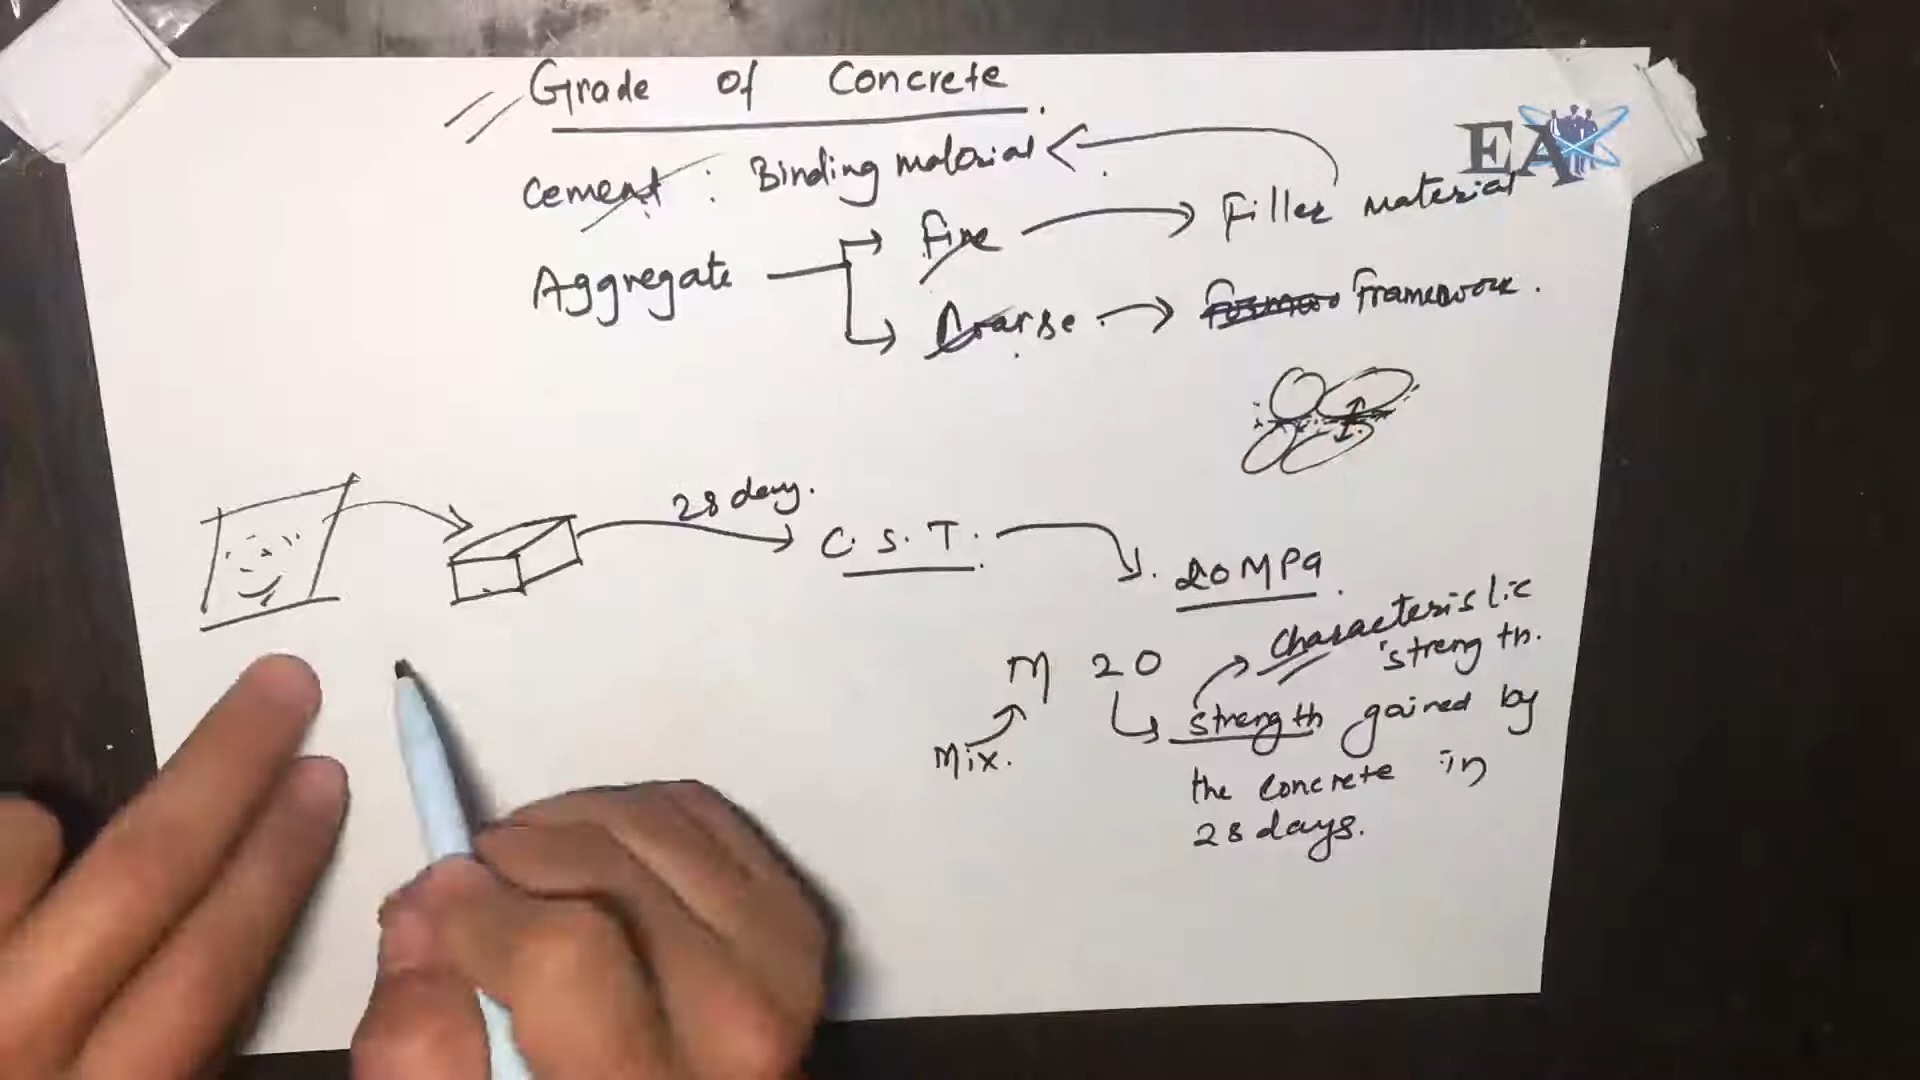 Grade of Concrete.
EA
Cement : Binding material
Aggregate
Fine
Filler material
Coarse
Framework.
28 day.
C.S.T.
20MPa.
Characteristic
strength.
M 20
Mix.
strength gained by
the concrete in
28 days.